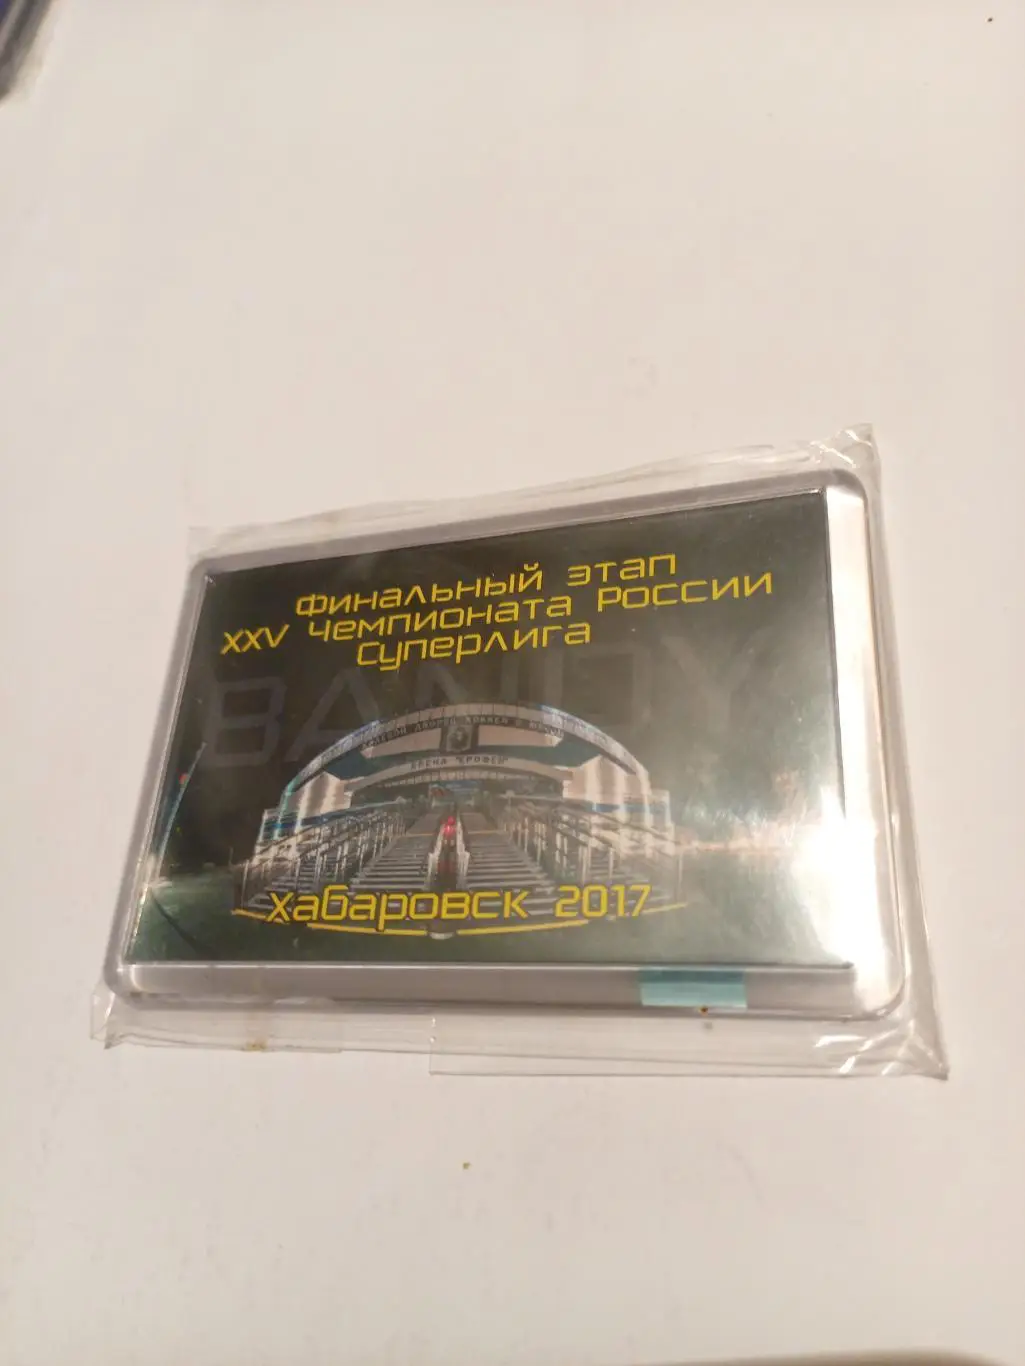 Финальный этап
XXV Чемпионата России
Суперлига
BANDY
АРЕНА "ЕРОФЕЙ"
Хабаровск 2017